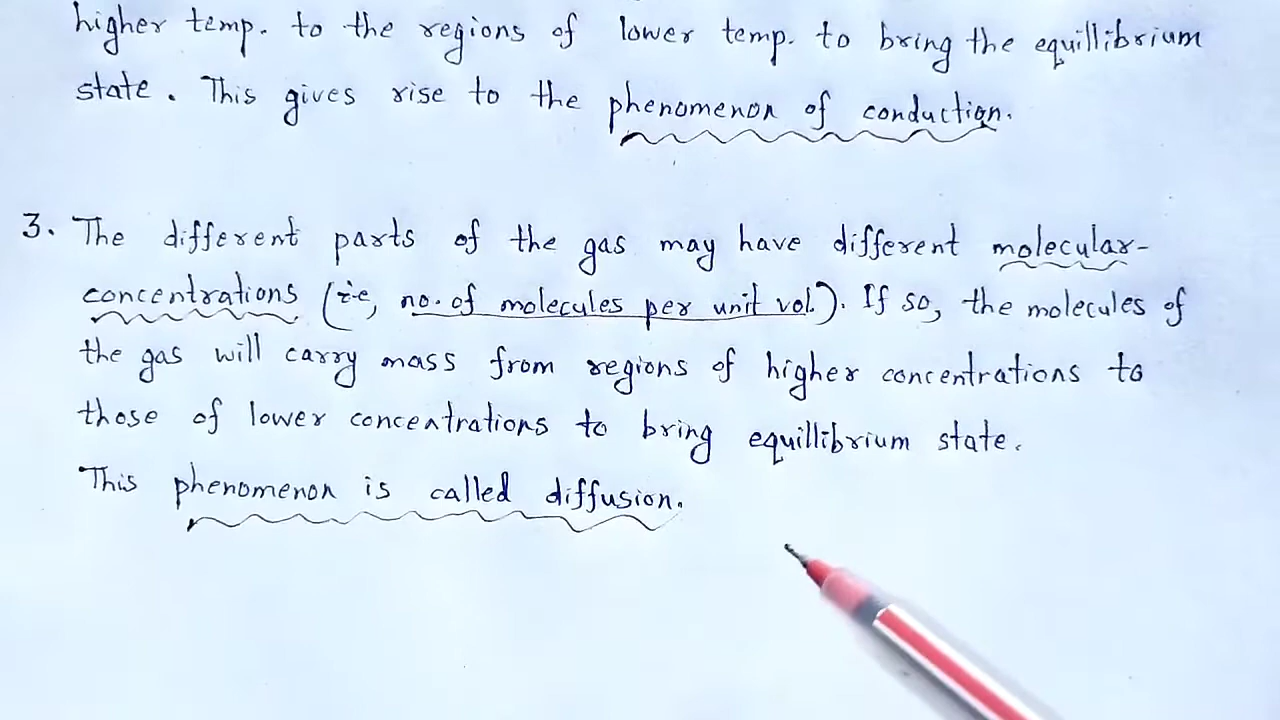 higher temp. to the regions of lower temp. to bring the equillibrium
state. This gives rise to the phenomenon of conduction.
3. The different parts of the gas may have different molecular-
concentrations (ie, no. of molecules per unit vol.). If so, the molecules of
the gas will carry mass from regions of higher concentrations to
those of lower concentrations to bring equillibrium state.
This phenomenon is called diffusion.